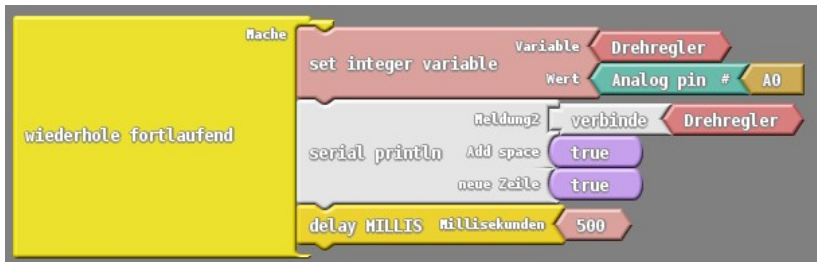 Mache
set integer variable Variable Drehregler
Wert Analog pin # A0
wiederhole fortlaufend
serial println Meldung2 verbinde Drehregler
Add space true
neue Zeile true
delay MILLIS Millisekunden 500